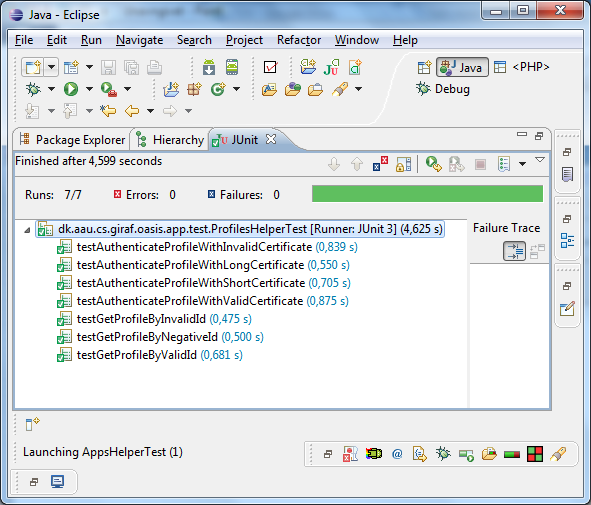 Java - Eclipse
File Edit Run Navigate Search Project Refactor Window Help
Java <PHP>
Debug
Package Explorer Hierarchy JUnit
Finished after 4,599 seconds
Runs: 7/7 Errors: 0 Failures: 0
dk.aau.cs.giraf.oasis.app.test.ProfilesHelperTest [Runner: JUnit 3] (4,625 s)
Failure Trace
testAuthenticateProfileWithInvalidCertificate (0,839 s)
testAuthenticateProfileWithLongCertificate (0,550 s)
testAuthenticateProfileWithShortCertificate (0,705 s)
testAuthenticateProfileWithValidCertificate (0,875 s)
testGetProfileByInvalidId (0,475 s)
testGetProfileByNegativeId (0,500 s)
testGetProfileByValidId (0,681 s)
Launching AppsHelperTest (1)